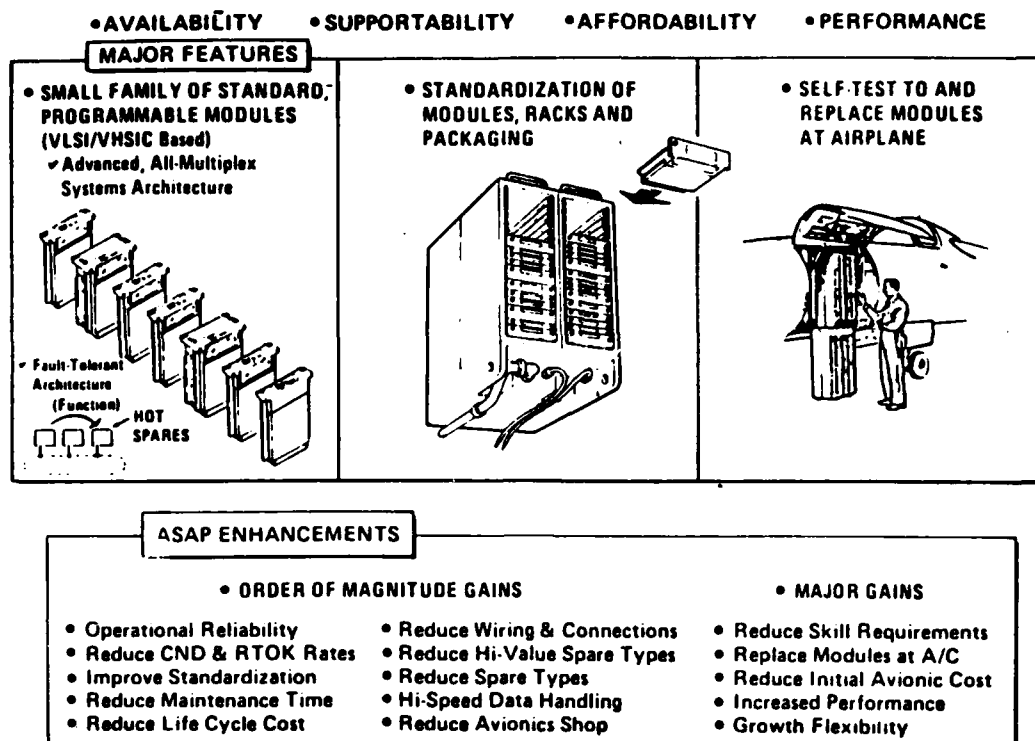 • AVAILABILITY • SUPPORTABILITY • AFFORDABILITY • PERFORMANCE
MAJOR FEATURES
• SMALL FAMILY OF STANDARD,
PROGRAMMABLE MODULES
(VLSI/VHSIC Based)
✓ Advanced, All-Multiplex
Systems Architecture
✓ Fault-Tolerant
Architecture
(Function)
HOT
SPARES
• STANDARDIZATION OF
MODULES, RACKS AND
PACKAGING
• SELF-TEST TO AND
REPLACE MODULES
AT AIRPLANE
ASAP ENHANCEMENTS
• ORDER OF MAGNITUDE GAINS
• Operational Reliability
• Reduce CND & RTOK Rates
• Improve Standardization
• Reduce Maintenance Time
• Reduce Life Cycle Cost
• Reduce Wiring & Connections
• Reduce Hi-Value Spare Types
• Reduce Spare Types
• Hi-Speed Data Handling
• Reduce Avionics Shop
• MAJOR GAINS
• Reduce Skill Requirements
• Replace Modules at A/C
• Reduce Initial Avionic Cost
• Increased Performance
• Growth Flexibility